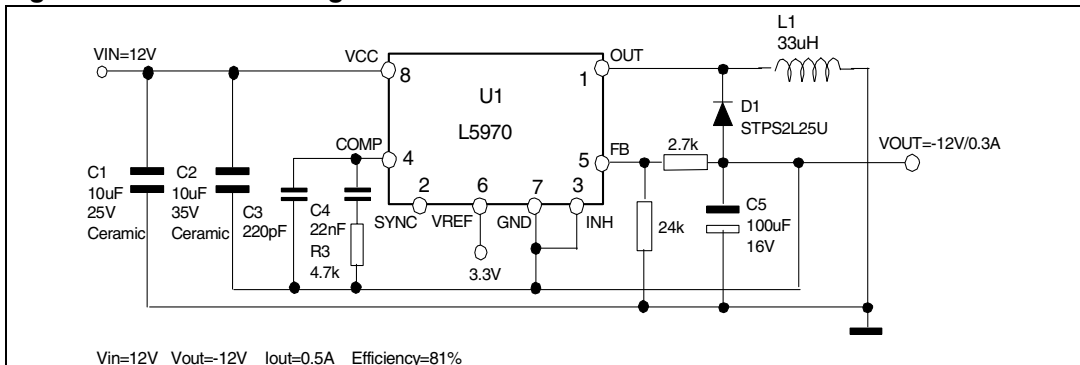 L1
33uH
VIN=12V
VCC
OUT
8
1
U1
L5970
D1
STPS2L25U
COMP
4
5
FB
2.7k
VOUT=-12V/0.3A
C1
10uF
25V
Ceramic
C2
10uF
35V
Ceramic
C3
220pF
C4
22nF
R3
4.7k
2
6
7
3
SYNC
VREF
GND
INH
3.3V
24k
C5
100uF
16V
Vin=12V Vout=-12V Iout=0.5A Efficiency=81%